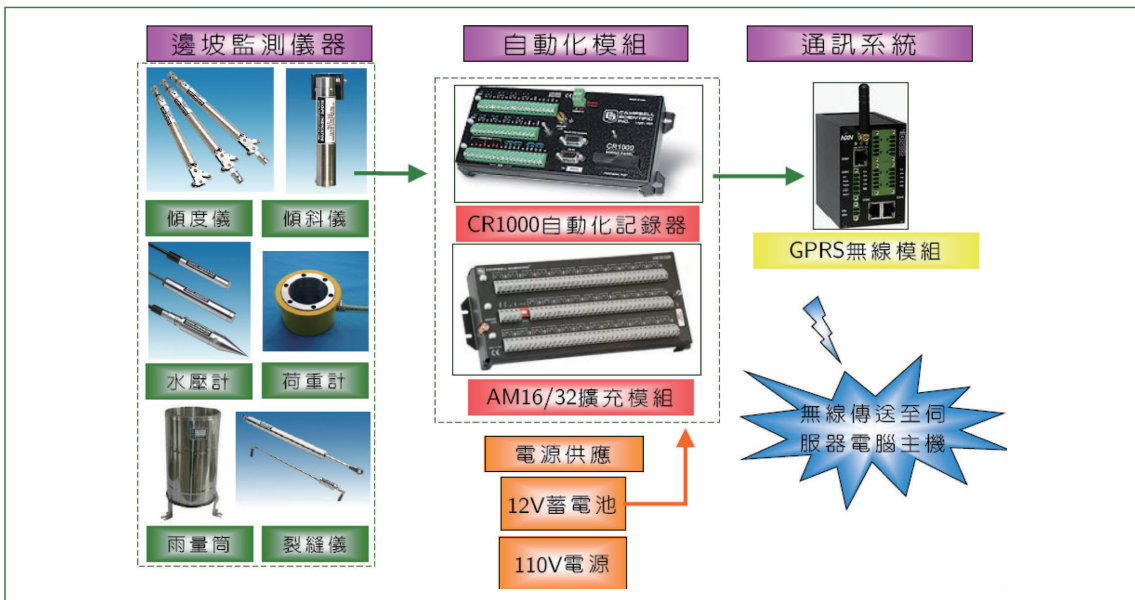 邊坡監測儀器
自動化模組
通訊系統
傾度儀
傾斜儀
水壓計
荷重計
雨量筒
裂縫儀
CAMPBELL
SCIENTIFIC
INC.
CR1000
CR1000自動化記錄器
AM16/32擴充模組
電源供應
12V蓄電池
110V電源
GPRS無線模組
無線傳送至伺
服器電腦主機